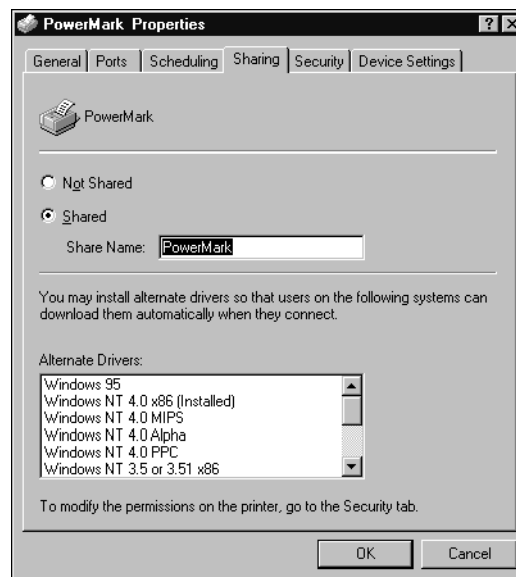 PowerMark Properties
General Ports Scheduling Sharing Security Device Settings
PowerMark
Not Shared
Shared
Share Name: PowerMark
You may install alternate drivers so that users on the following systems can
download them automatically when they connect.
Alternate Drivers:
Windows 95
Windows NT 4.0 x86 (Installed)
Windows NT 4.0 MIPS
Windows NT 4.0 Alpha
Windows NT 4.0 PPC
Windows NT 3.5 or 3.51 x86
To modify the permissions on the printer, go to the Security tab.
OK Cancel